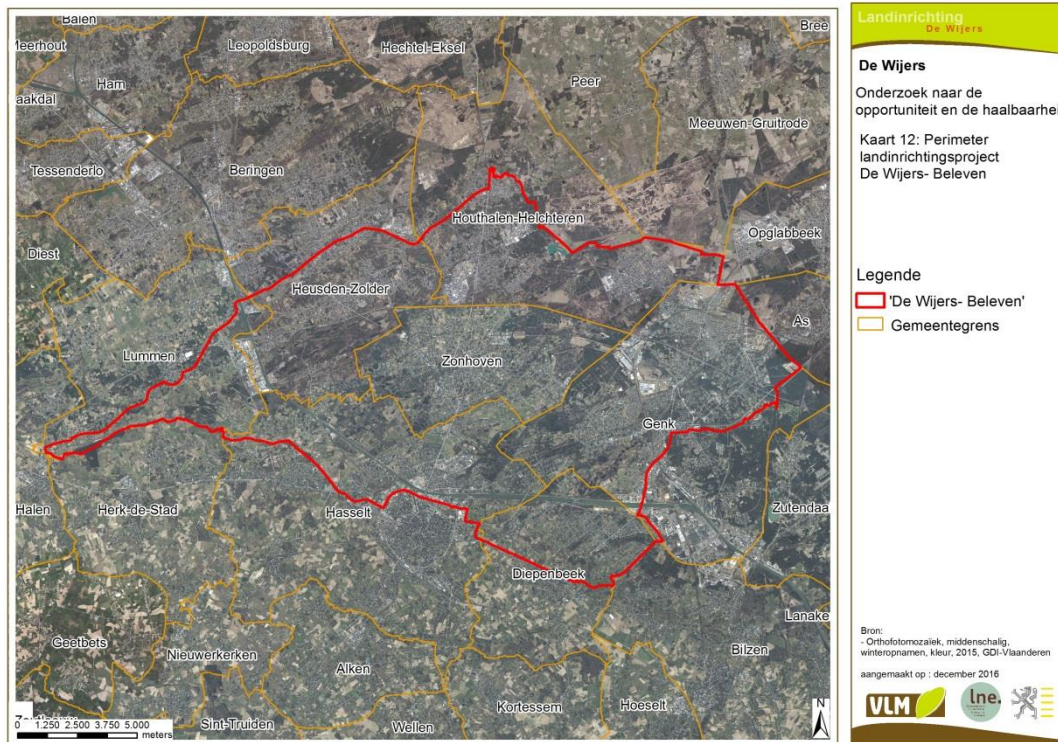 Balen
Leopoldsburg
Hechtel-Eksel
Bree
Meerhout
Ham
Peer
aakdal
Meeuwen-Gruitrode
Tessenderlo
Beringen
Houthalen-Helchteren
Opglabbeek
Diest
Heusden-Zolder
As
Lummen
Zonhoven
Genk
Halen
Herk-de-Stad
Hasselt
Zutendaa
Diepenbeek
Lanake
Geetbets
Nieuwerkerken
Bilzen
Alken
Kortessem
Hoeselt
Sint-Truiden
Wellen
0 1.250 2.500 3.750 5.000
meters
N
Landinrichting
De Wijers
De Wijers
Onderzoek naar de
opportuniteit en de haalbaarhei
Kaart 12: Perimeter
landinrichtingsproject
De Wijers- Beleven
Legende
'De Wijers- Beleven'
Gemeentegrens
Bron:
- Orthofotomozaïek, middenschalig,
winteropnamen, kleur, 2015, GDI-Vlaanderen
aangemaakt op : december 2016
VLM
lne.